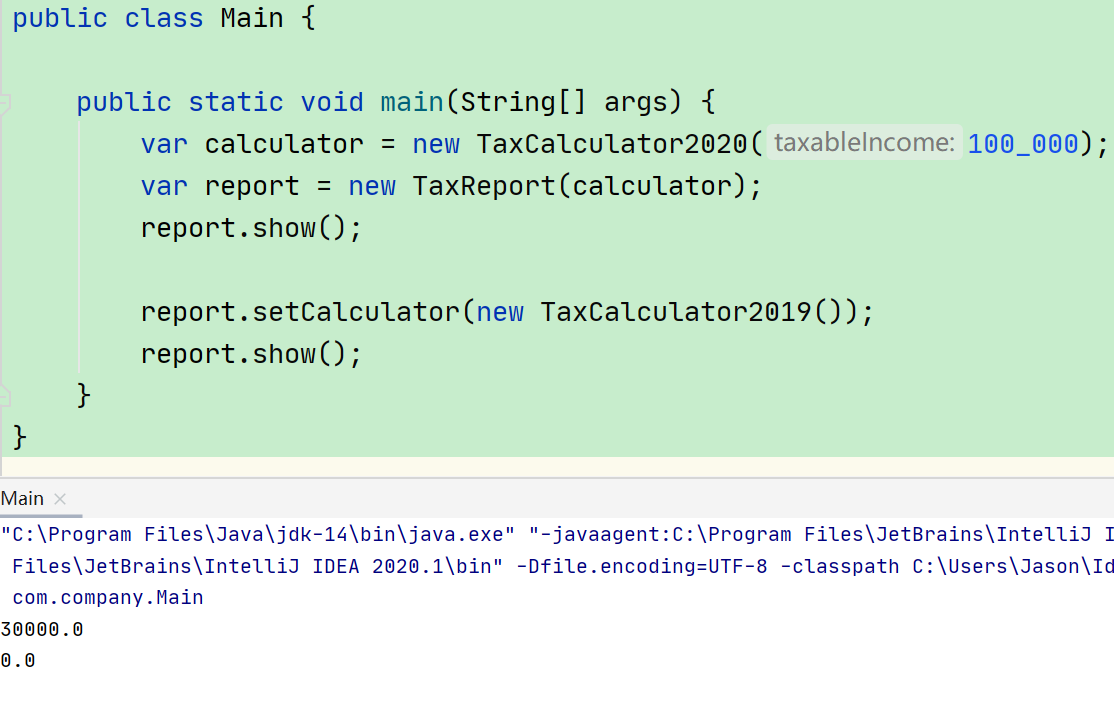 public class Main {
public static void main(String[] args) {
var calculator = new TaxCalculator2020( taxableIncome: 100_000);
var report = new TaxReport(calculator);
report.show();
report.setCalculator(new TaxCalculator2019());
report.show();
}
}
Main
"C:\Program Files\Java\jdk-14\bin\java.exe" "-javaagent:C:\Program Files\JetBrains\IntelliJ I
Files\JetBrains\IntelliJ IDEA 2020.1\bin" -Dfile.encoding=UTF-8 -classpath C:\Users\Jason\Id
com.company.Main
30000.0
0.0